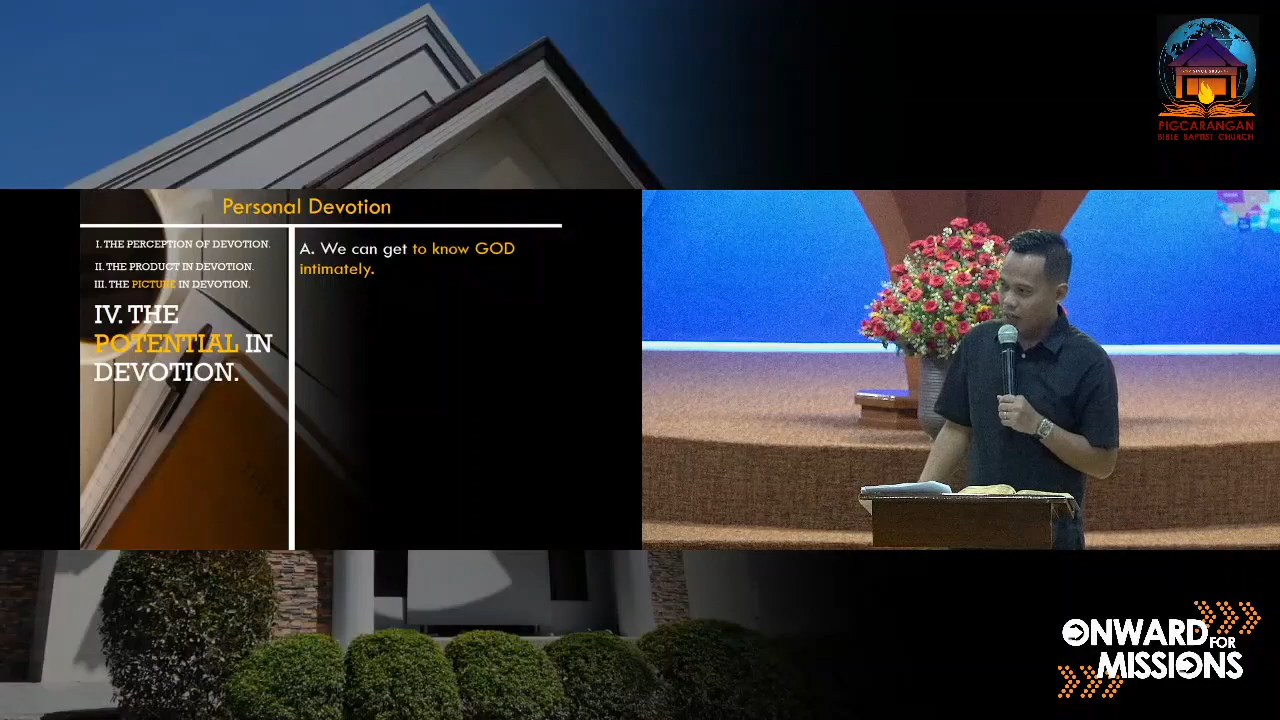 SINCE
PIGCARANGAN
BIBLE BAPTIST CHURCH
Personal Devotion
I. THE PERCEPTION OF DEVOTION.
II. THE PRODUCT IN DEVOTION.
III. THE PICTURE IN DEVOTION.
IV. THE
POTENTIAL IN
DEVOTION.
A. We can get to know GOD
intimately.
ONWARD
FOR
MISSIONS